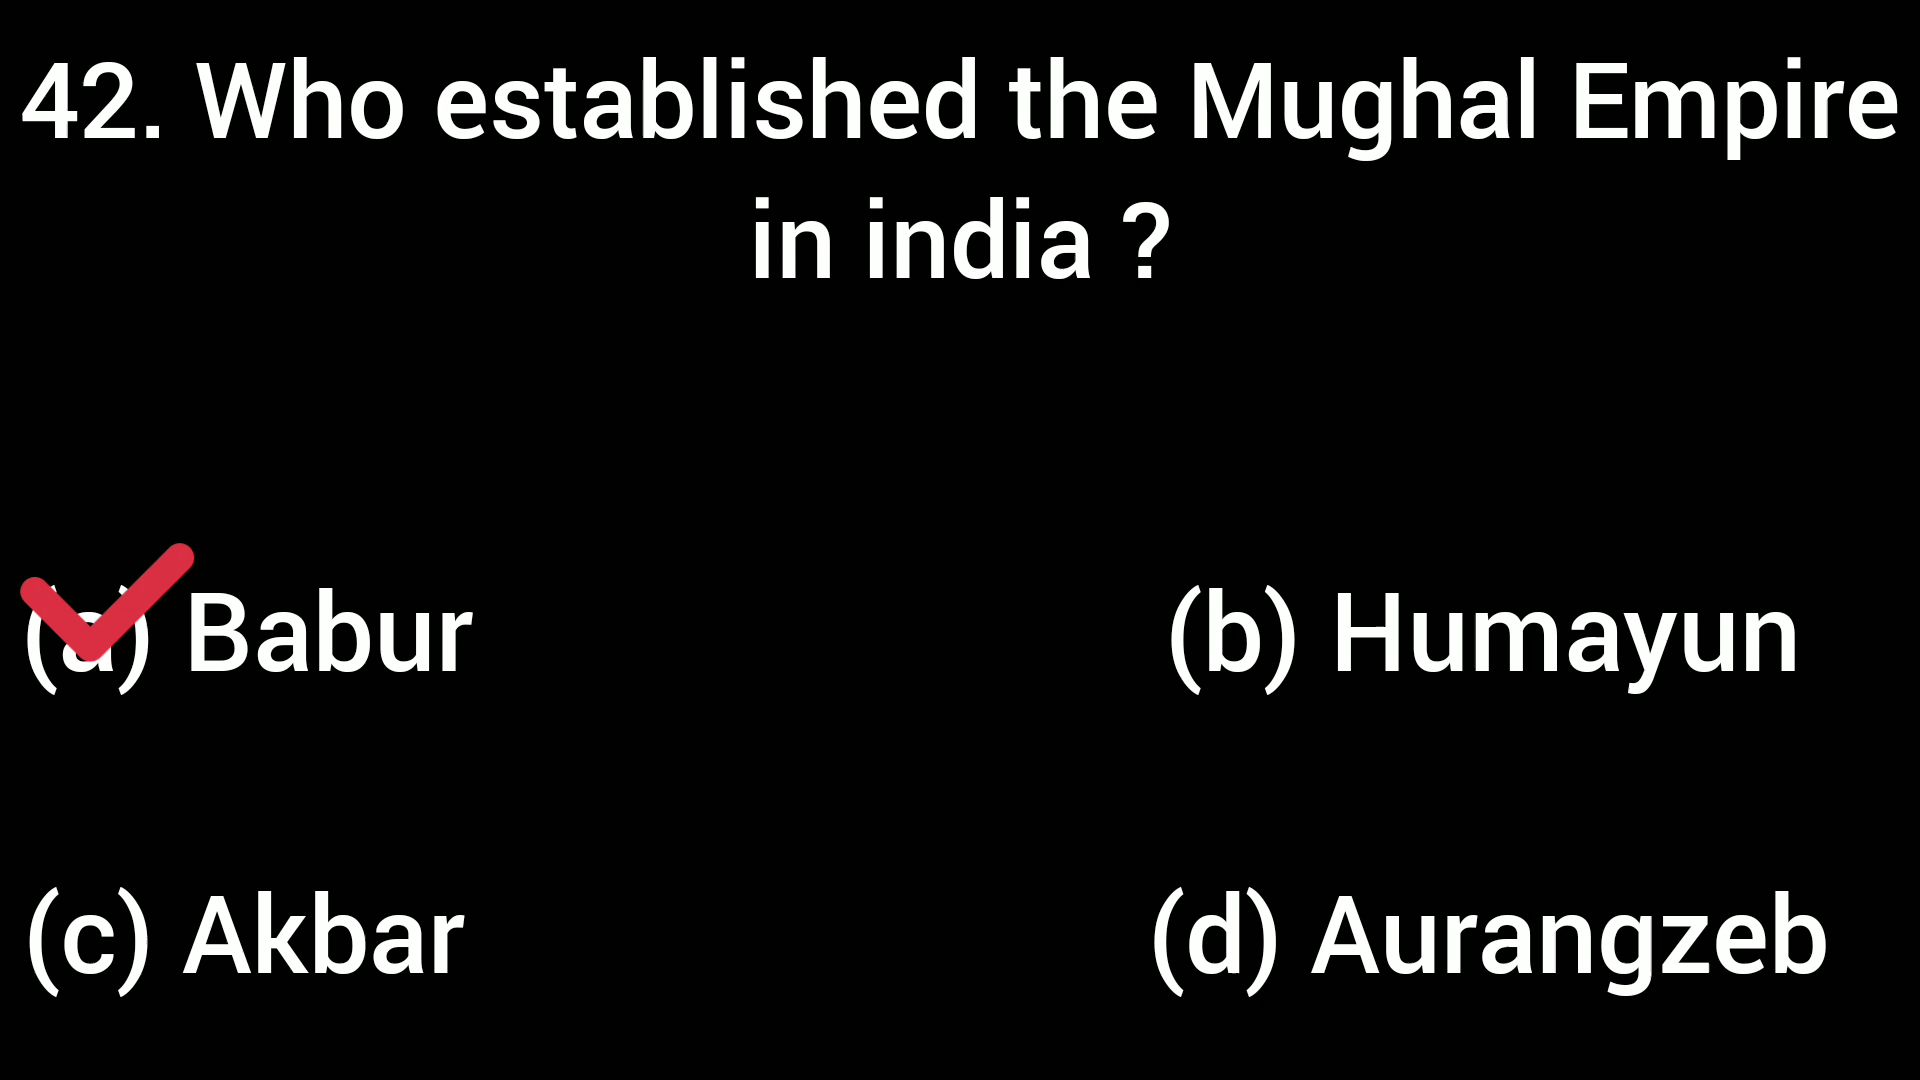 42. Who established the Mughal Empire
in india ?
(a) Babur
(b) Humayun
(c) Akbar
(d) Aurangzeb